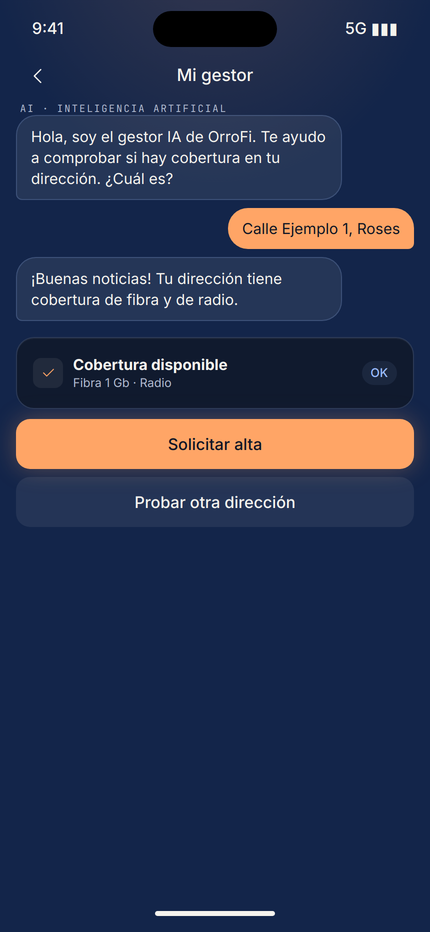 9:41
5G
Mi gestor
AI · INTELIGENCIA ARTIFICIAL
Hola, soy el gestor IA de OrroFi. Te ayudo
a comprobar si hay cobertura en tu
dirección. ¿Cuál es?
Calle Ejemplo 1, Roses
¡Buenas noticias! Tu dirección tiene
cobertura de fibra y de radio.
Cobertura disponible
Fibra 1 Gb · Radio
OK
Solicitar alta
Probar otra dirección